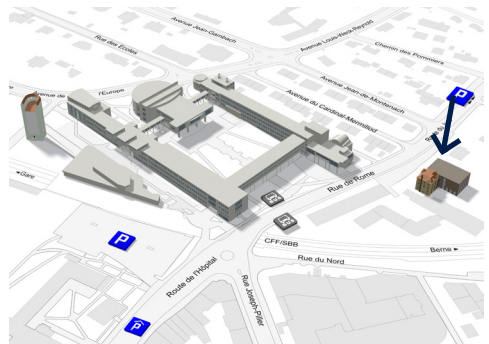 Avenue Jean-Gambach
Avenue Louis-Weck-Reynold
Rue des Ecoles
Chemin des Pommiers
Avenue de l'Europe
Avenue Jean-de-Montenach
Avenue du Cardinal-Mermillod
P
Rue de Rome
◄Gare
P
CFF/SBB
Berne ►
Rue du Nord
Route de l'Hôpital
Rue Joseph-Piller
P